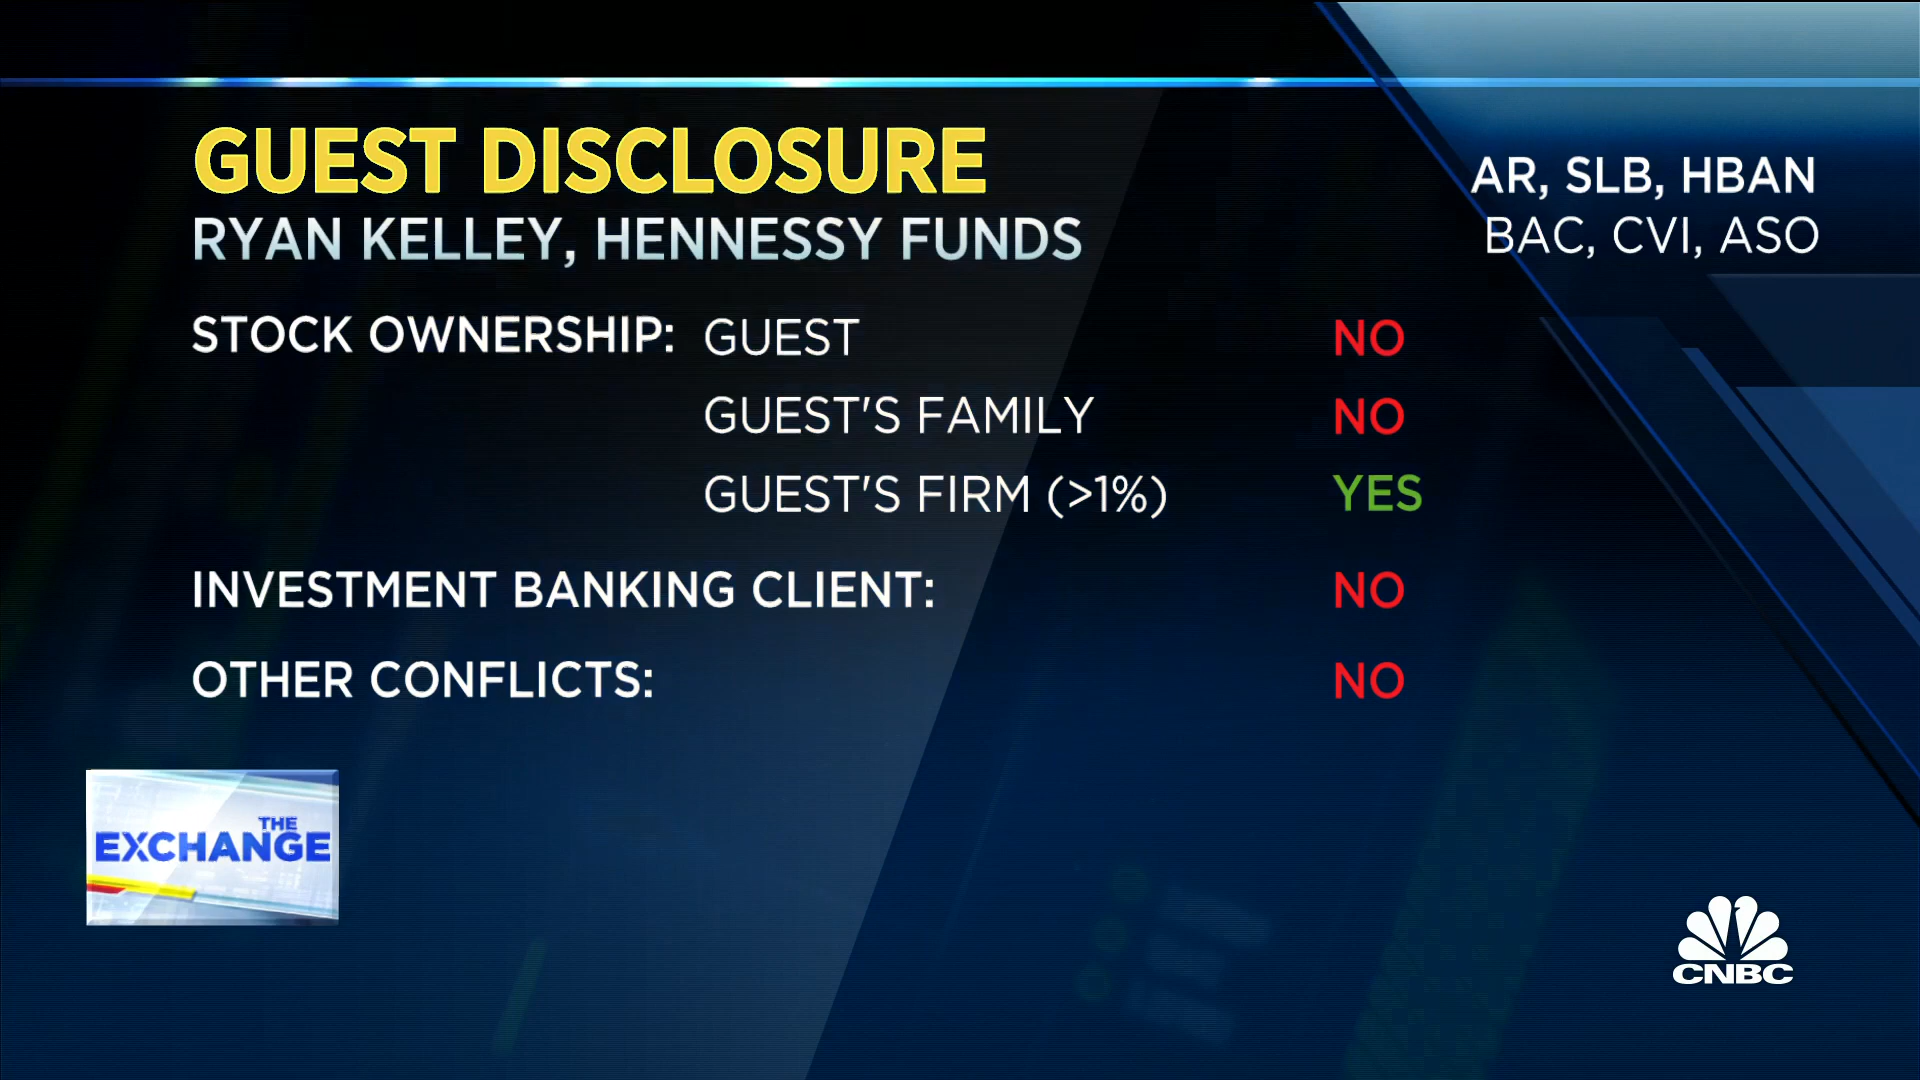 GUEST DISCLOSURE
RYAN KELLEY, HENNESSY FUNDS
AR, SLB, HBAN
BAC, CVI, ASO
STOCK OWNERSHIP: GUEST NO
GUEST'S FAMILY NO
GUEST'S FIRM (>1%) YES
INVESTMENT BANKING CLIENT: NO
OTHER CONFLICTS: NO
THE
EXCHANGE
CNBC